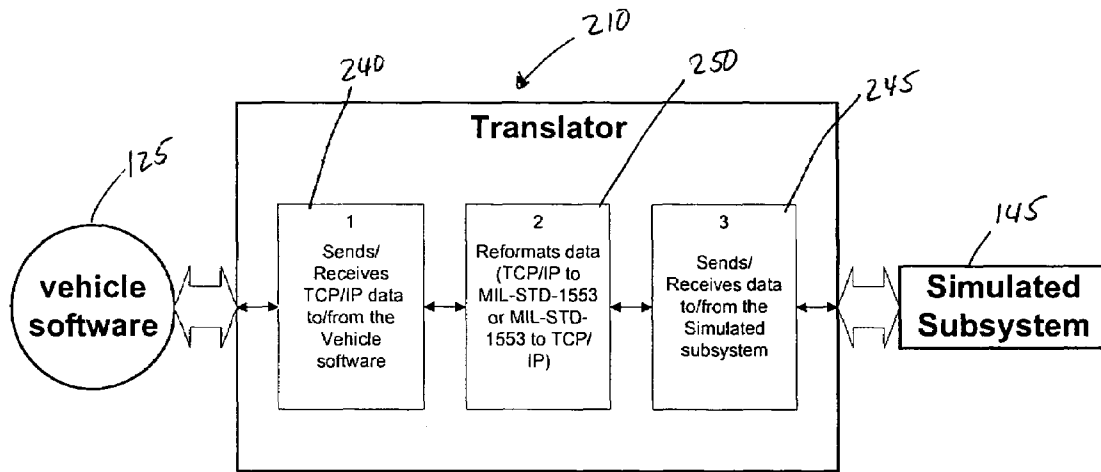 210
240
250
245
Translator
125
145
vehicle
software
1
Sends/
Receives
TCP/IP data
to/from the
Vehicle
software
2
Reformats data
(TCP/IP to
MIL-STD-1553
or MIL-STD-
1553 to TCP/
IP)
3
Sends/
Receives data
to/from the
Simulated
subsystem
Simulated
Subsystem